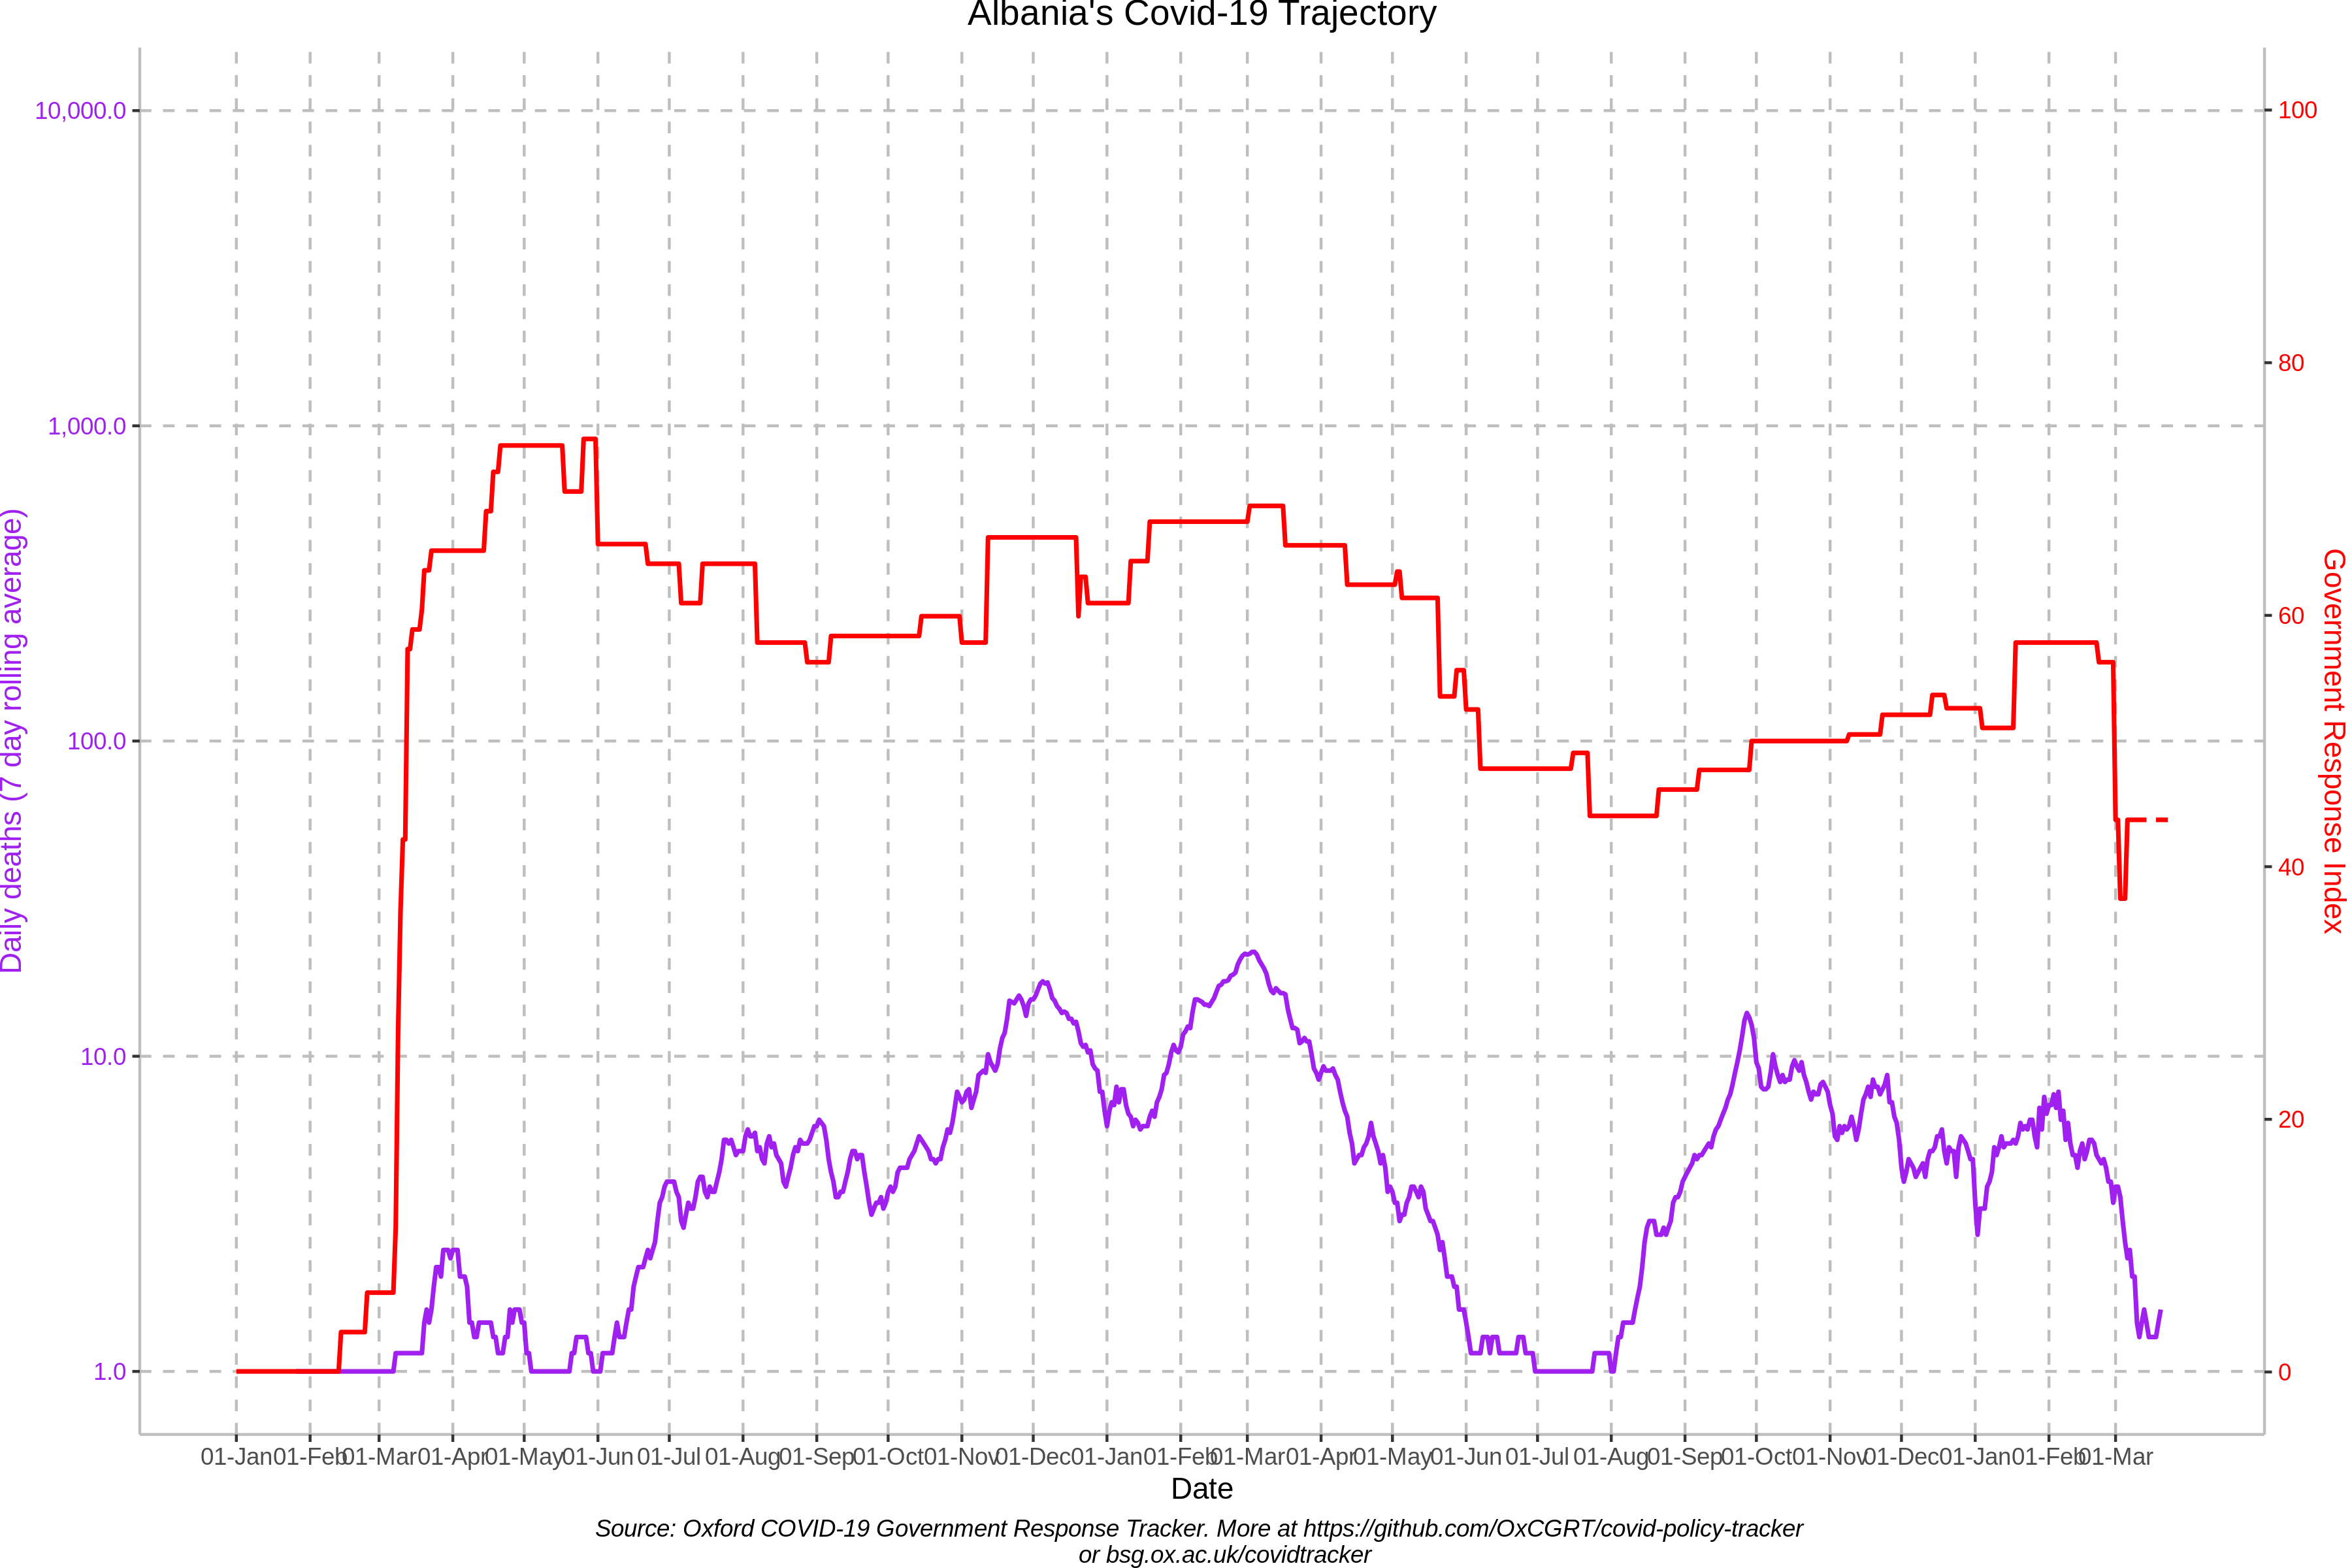 Albania's Covid-19 Trajectory
10,000.0
1,000.0
100.0
10.0
1.0
Daily deaths (7 day rolling average)
100
80
60
40
20
0
Government Response Index
01-Jan 01-Feb 01-Mar 01-Apr 01-May 01-Jun 01-Jul 01-Aug 01-Sep 01-Oct 01-Nov 01-Dec 01-Jan 01-Feb 01-Mar 01-Apr 01-May 01-Jun 01-Jul 01-Aug 01-Sep 01-Oct 01-Nov 01-Dec 01-Jan 01-Feb 01-Mar
Date
Source: Oxford COVID-19 Government Response Tracker. More at https://github.com/OxCGRT/covid-policy-tracker
or bsg.ox.ac.uk/covidtracker